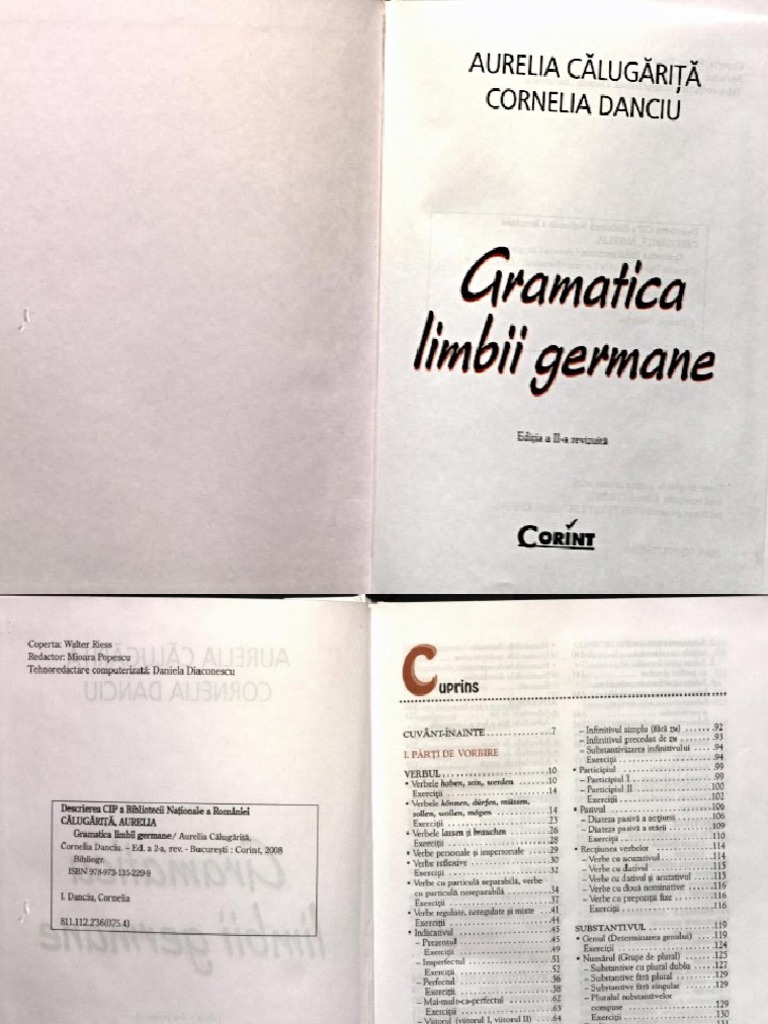 AURELIA CĂLUGĂRIȚĂ
CORNELIA DANCIU
Gramatica
limbii germane
Ediția a II-a revizuită
CORINT
Coperta: Walter Riess
Redactor: Mioara Popescu
Tehnoredactare computerizată: Daniela Diaconescu
Descrierea CIP a Bibliotecii Naționale a României
CĂLUGĂRIȚĂ, AURELIA
Gramatica limbii germane/ Aurelia Călugăriță,
Cornelia Danciu. – Ed. a 2-a, rev. - București : Corint, 2008
Bibliogr.
ISBN 978-973-135-229-9
I. Danciu, Cornelia
811.112.2'36(075.4)
Cuprins
CUVÂNT-ÎNAINTE ..... 7
I. PĂRȚI DE VORBIRE
VERBUL ..... 10
• Verbele haben, sein, werden ..... 10
Exerciții ..... 14
• Verbele können, dürfen, müssen,
sollen, wollen, mögen ..... 14
Exerciții ..... 23
• Verbele lassen și brauchen ..... 26
Exerciții ..... 28
• Verbe personale și impersonale ..... 29
• Verbe reflexive ..... 30
Exerciții ..... 32
• Verbe cu particulă separabilă, verbe
cu particulă neseparabilă ..... 34
Exerciții ..... 37
• Verbe regulate, neregulate și mixte ..... 41
Exerciții ..... 44
• Indicativul ..... 45
– Prezentul ..... 45
Exerciții ..... 49
– Imperfectul ..... 51
Exerciții ..... 52
– Perfectul ..... 56
Exerciții ..... 58
– Mai-mult-ca-perfectul ..... 62
Exerciții ..... 63
– Viitorul (viitorul I, viitorul II) ..... 64
– Infinitivul simplu (fără zu) ..... 92
– Infinitivul precedat de zu ..... 93
– Substantivizarea infinitivului ..... 94
Exerciții ..... 94
• Participiul ..... 99
– Participiul I ..... 99
– Participiul II ..... 100
Exerciții ..... 102
• Pasivul ..... 106
– Diateza pasivă a acțiunii ..... 106
– Diateza pasivă a stării ..... 109
Exerciții ..... 110
• Recțiunea verbelor ..... 114
– Verbe cu acuzativul ..... 114
– Verbe cu dativul ..... 115
– Verbe cu dativul și acuzativul ..... 115
– Verbe cu două nominative ..... 116
– Verbe cu prepoziții fixe ..... 116
Exerciții ..... 116
SUBSTANTIVUL ..... 119
• Genul (Determinarea genului) ..... 119
Exerciții ..... 124
• Numărul (Grupe de plural) ..... 125
– Substantive cu plural dublu ..... 127
– Substantive fără plural ..... 129
– Substantive fără singular ..... 129
– Pluralul substantivelor
compuse ..... 129
Exerciții ..... 130